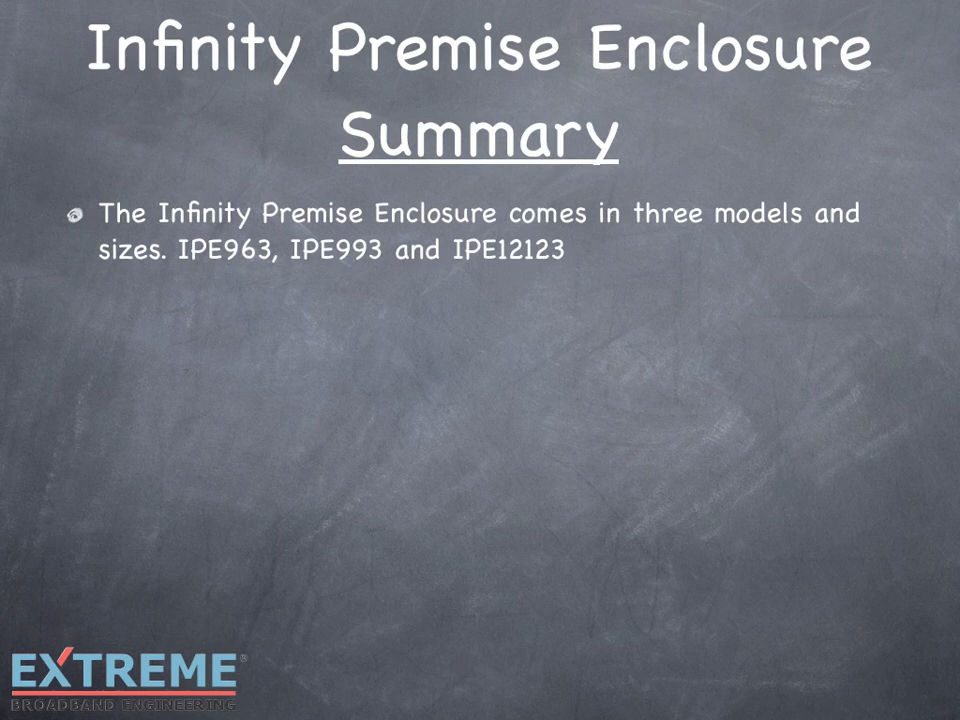 Infinity Premise Enclosure
Summary
The Infinity Premise Enclosure comes in three models and
sizes. IPE963, IPE993 and IPE12123
EXTREME®
BROADBAND ENGINEERING